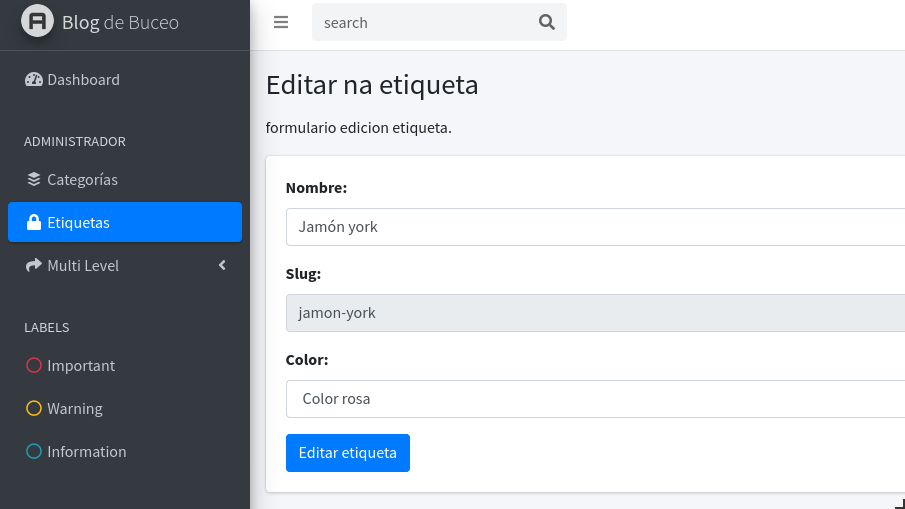 Blog de Buceo
search
Dashboard
Editar na etiqueta
formulario edicion etiqueta.
ADMINISTRADOR
Categorías
Etiquetas
Multi Level
LABELS
Important
Warning
Information
Nombre:
Jamón york
Slug:
jamon-york
Color:
Color rosa
Editar etiqueta